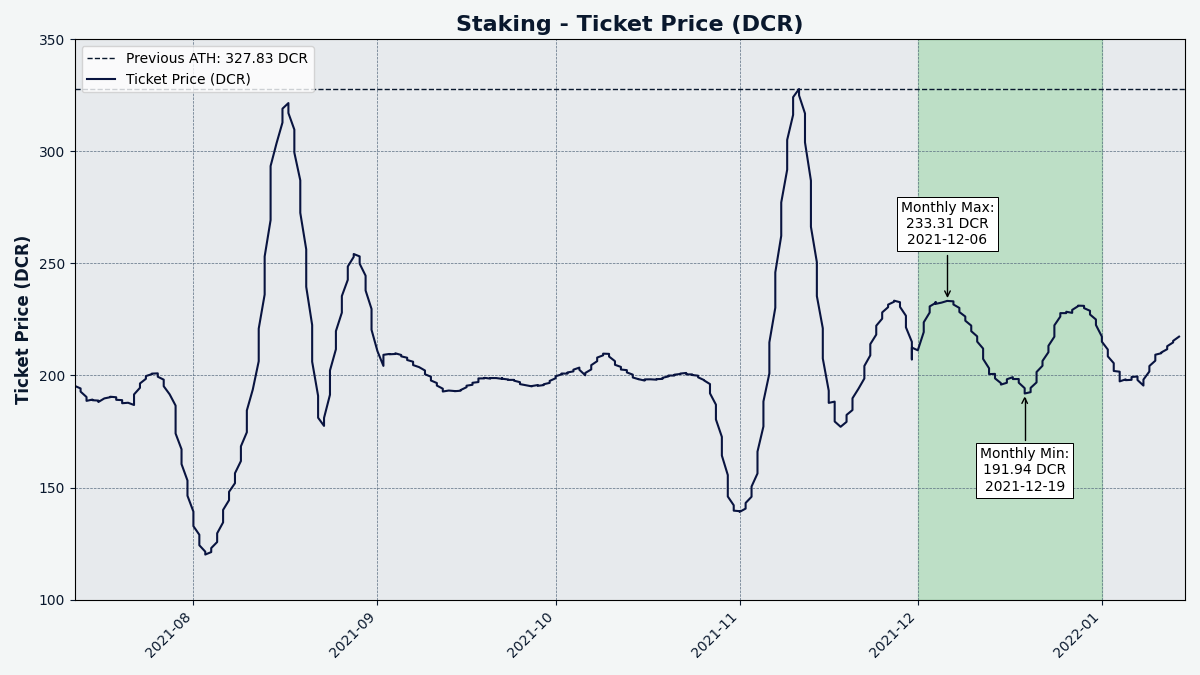 Staking - Ticket Price (DCR)
Previous ATH: 327.83 DCR
Ticket Price (DCR)
Ticket Price (DCR)
350
300
250
200
150
100
Monthly Max:
233.31 DCR
2021-12-06
Monthly Min:
191.94 DCR
2021-12-19
2021-08
2021-09
2021-10
2021-11
2021-12
2022-01